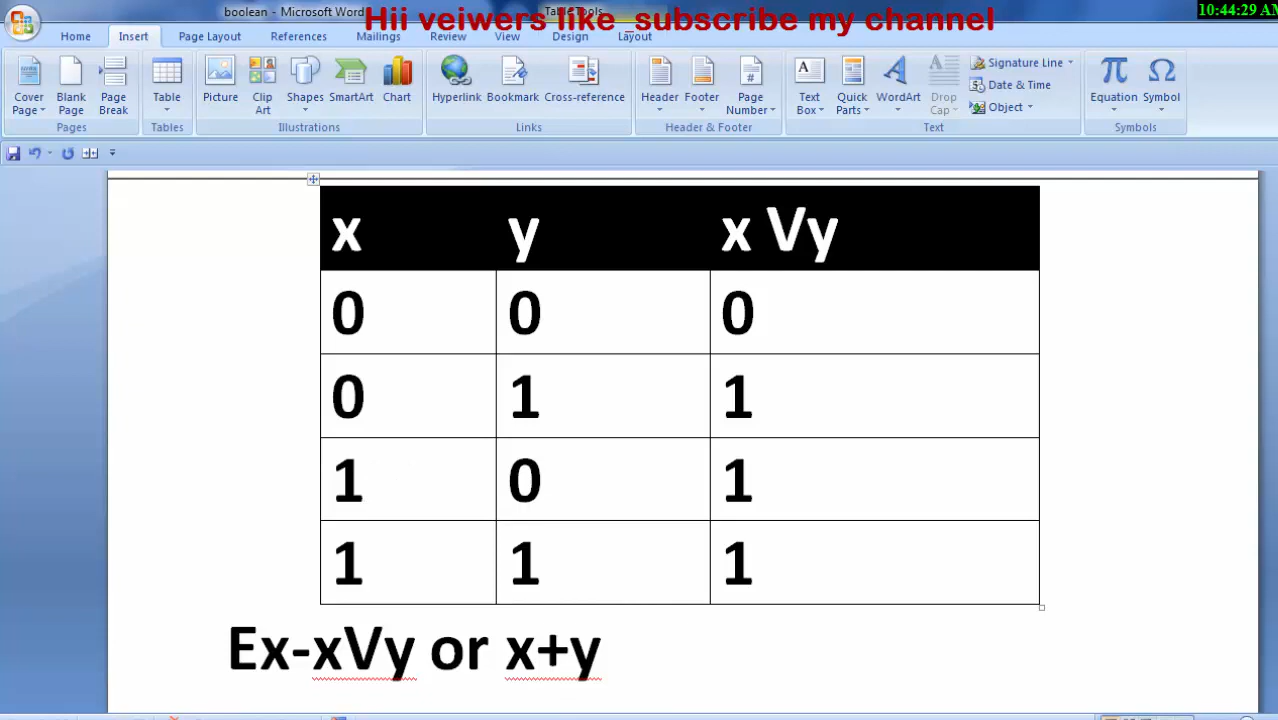 boolean - Microsoft Word
Hii veiwers like _subscribe my channel
10:44:29 AM
Home Insert Page Layout References Mailings Review View Design Layout
Cover Page Blank Page Page Break Table Picture Clip Art Shapes SmartArt Chart Hyperlink Bookmark Cross-reference Header Footer Page Number Text Box Quick Parts WordArt Drop Cap Signature Line Date & Time Object Equation Symbol
Pages Tables Illustrations Links Header & Footer Text Symbols
x y x Vy
0 0 0
0 1 1
1 0 1
1 1 1
Ex-xVy or x+y